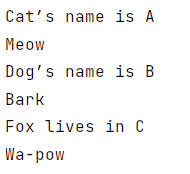 Cat’s name is A
Meow
Dog’s name is B
Bark
Fox lives in C
Wa-pow